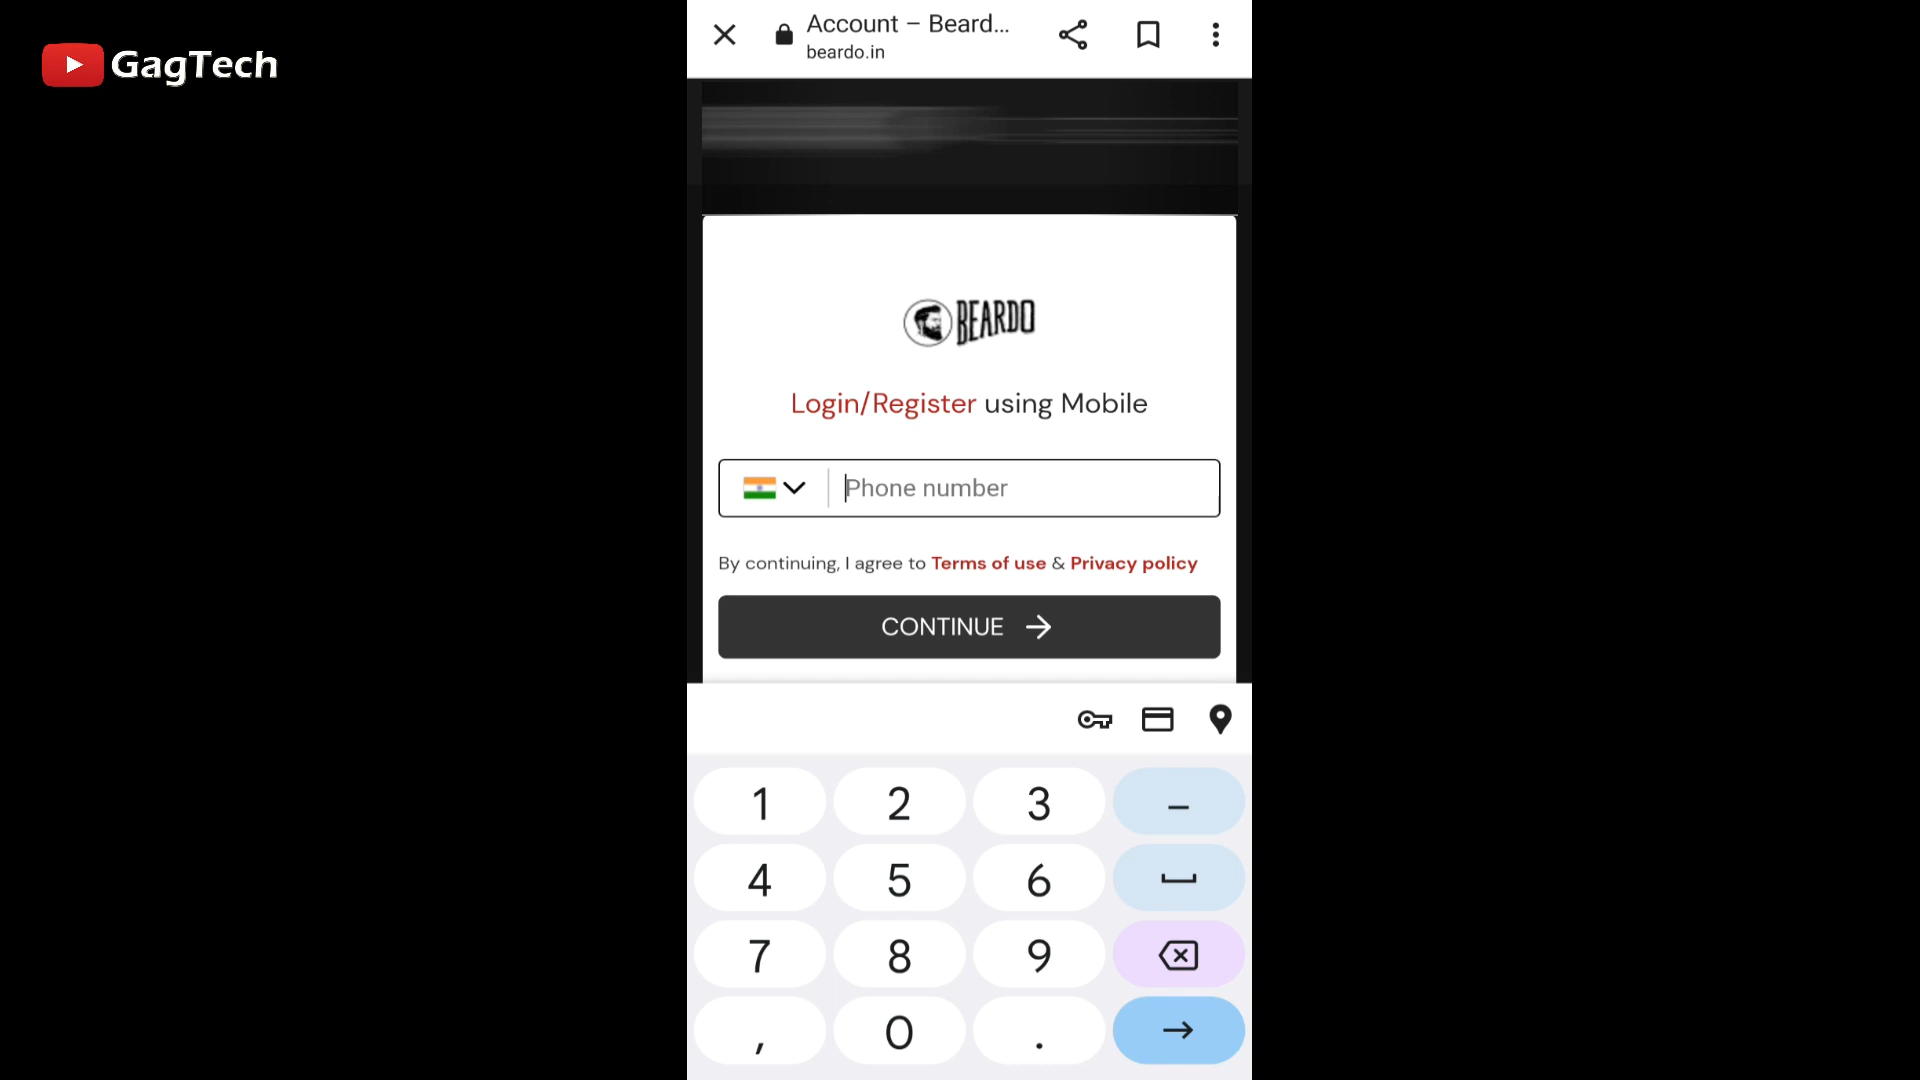 GagTech
Account – Beard...
beardo.in
BEARDO
Login/Register using Mobile
Phone number
By continuing, I agree to Terms of use & Privacy policy
CONTINUE →
1 2 3 –
4 5 6
7 8 9
, 0 . →